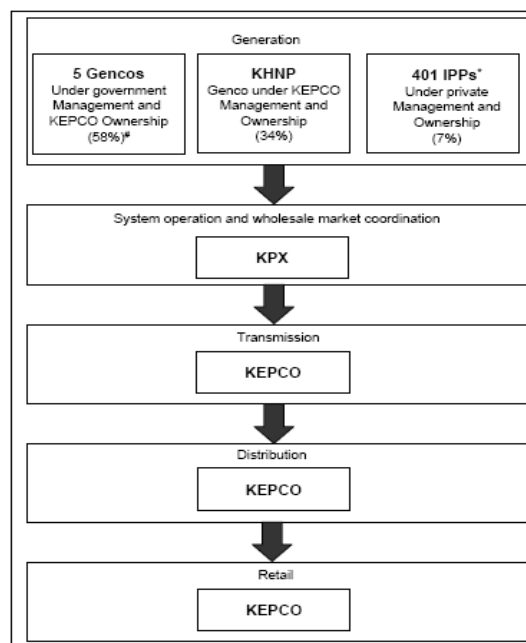 Generation
5 Gencos
Under government
Management and
KEPCO Ownership
(58%)#
KHNP
Genco under KEPCO
Management and
Ownership
(34%)
401 IPPs*
Under private
Management and
Ownership
(7%)
System operation and wholesale market coordination
KPX
Transmission
KEPCO
Distribution
KEPCO
Retail
KEPCO